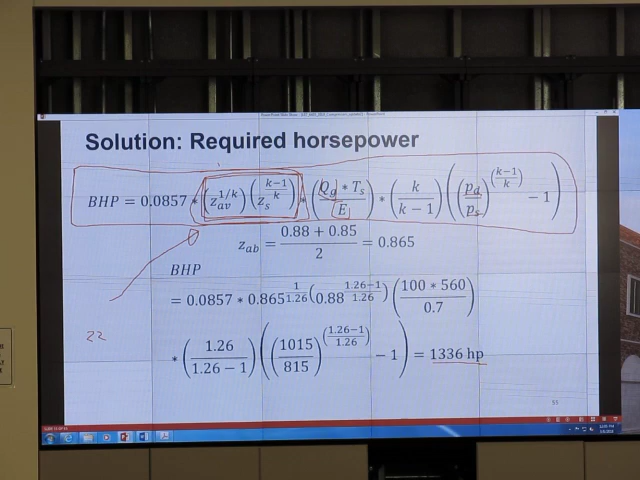 Solution: Required horsepower
BHP = 0.0857 * (z_av^{1/k}) (z_s^{(k-1)/k}) * (Q_g * T_s / E) * (k / (k − 1)) (((p_d / p_s)^{((k-1)/k)} − 1)
z_ab = (0.88 + 0.85) / 2 = 0.865
BHP
= 0.0857 * 0.865^{1/1.26} (0.88^{(1.26-1)/1.26}) (100 * 560 / 0.7)
22
* (1.26 / (1.26 − 1)) ((1015 / 815)^{((1.26-1)/1.26)} − 1) = 1336 hp